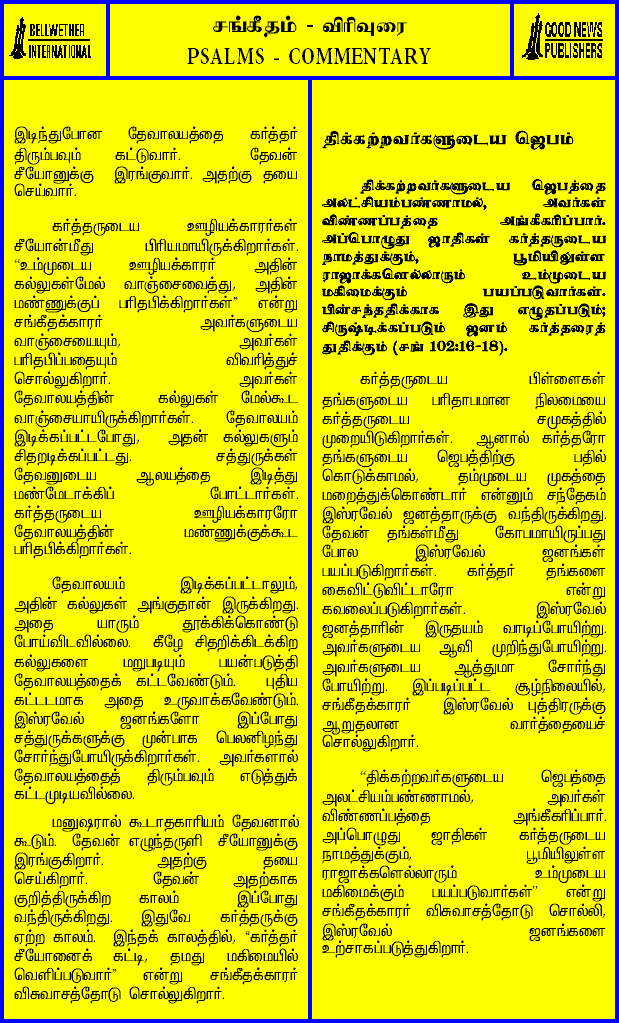 BELLWETHER
INTERNATIONAL
சங்கீதம் - விரிவுரை
PSALMS - COMMENTARY
GOOD NEWS
PUBLISHERS
இடிந்துபோன தேவாலயத்தை கர்த்தர்
திரும்பவும் கட்டுவார். தேவன்
சீயோனுக்கு இரங்குவார். அதற்கு தயை
செய்வார்.
கர்த்தருடைய ஊழியக்காரர்கள்
சீயோன்மீது பிரியமாயிருக்கிறார்கள்.
“உம்முடைய ஊழியக்காரர் அதின்
கல்லுகள்மேல் வாஞ்சைவைத்து, அதின்
மண்ணுக்குப் பரிதபிக்கிறார்கள்” என்று
சங்கீதக்காரர் அவர்களுடைய
வாஞ்சையையும், அவர்கள்
பரிதபிப்பதையும் விவரித்துச்
சொல்லுகிறார். அவர்கள்
தேவாலயத்தின் கல்லுகள் மேல்கூட
வாஞ்சையாயிருக்கிறார்கள். தேவாலயம்
இடிக்கப்பட்டபோது, அதன் கல்லுகளும்
சிதறடிக்கப்பட்டது. சத்துருக்கள்
தேவனுடைய ஆலயத்தை இடித்து
மண்மேடாக்கிப் போட்டார்கள்.
கர்த்தருடைய ஊழியக்காரரோ
தேவாலயத்தின் மண்ணுக்குக்கூட
பரிதபிக்கிறார்கள்.
தேவாலயம் இடிக்கப்பட்டாலும்,
அதின் கல்லுகள் அங்குதான் இருக்கிறது.
அதை யாரும் தூக்கிக்கொண்டு
போய்விடவில்லை. கீழே சிதறிக்கிடக்கிற
கல்லுகளை மறுபடியும் பயன்படுத்தி
தேவாலயத்தைக் கட்டவேண்டும். புதிய
கட்டடமாக அதை உருவாக்கவேண்டும்.
இஸ்ரவேல் ஜனங்களோ இப்போது
சத்துருக்களுக்கு முன்பாக பெலனிழந்து
சோர்ந்துபோயிருக்கிறார்கள். அவர்களால்
தேவாலயத்தைத் திரும்பவும் எடுத்துக்
கட்டமுடியவில்லை.
மனுஷரால் கூடாதகாரியம் தேவனால்
கூடும். தேவன் எழுந்தருளி சீயோனுக்கு
இரங்குகிறார். அதற்கு தயை
செய்கிறார். தேவன் அதற்காக
குறித்திருக்கிற காலம் இப்போது
வந்திருக்கிறது. இதுவே கர்த்தருக்கு
ஏற்ற காலம். இந்தக் காலத்தில், “கர்த்தர்
சீயோனைக் கட்டி, தமது மகிமையில்
வெளிப்படுவார்” என்று சங்கீதக்காரர்
விசுவாசத்தோடு சொல்லுகிறார்.
திக்கற்றவர்களுடைய ஜெபம்
திக்கற்றவர்களுடைய ஜெபத்தை
அலட்சியம்பண்ணாமல், அவர்கள்
விண்ணப்பத்தை அங்கீகரிப்பார்.
அப்பொழுது ஜாதிகள் கர்த்தருடைய
நாமத்துக்கும், பூமியிலுள்ள
ராஜாக்களெல்லாரும் உம்முடைய
மகிமைக்கும் பயப்படுவார்கள்.
பின்சந்ததிக்காக இது எழுதப்படும்;
சிருஷ்டிக்கப்படும் ஜனம் கர்த்தரைத்
துதிக்கும் (சங் 102:16-18).
கர்த்தருடைய பிள்ளைகள்
தங்களுடைய பரிதாபமான நிலமையை
கர்த்தருடைய சமுகத்தில்
முறையிடுகிறார்கள். ஆனால் கர்த்தரோ
தங்களுடைய ஜெபத்திற்கு பதில்
கொடுக்காமல், தம்முடைய முகத்தை
மறைத்துக்கொண்டார் என்னும் சந்தேகம்
இஸ்ரவேல் ஜனத்தாருக்கு வந்திருக்கிறது.
தேவன் தங்கள்மீது கோபமாயிருப்பது
போல இஸ்ரவேல் ஜனங்கள்
பயப்படுகிறார்கள். கர்த்தர் தங்களை
கைவிட்டுவிட்டாரோ என்று
கவலைப்படுகிறார்கள். இஸ்ரவேல்
ஜனத்தாரின் இருதயம் வாடிப்போயிற்று.
அவர்களுடைய ஆவி முறிந்துபோயிற்று.
அவர்களுடைய ஆத்துமா சோர்ந்து
போயிற்று. இப்படிப்பட்ட சூழ்நிலையில்,
சங்கீதக்காரர் இஸ்ரவேல் புத்திரருக்கு
ஆறுதலான வார்த்தையைச்
சொல்லுகிறார்.
“திக்கற்றவர்களுடைய ஜெபத்தை
அலட்சியம்பண்ணாமல், அவர்கள்
விண்ணப்பத்தை அங்கீகரிப்பார்.
அப்பொழுது ஜாதிகள் கர்த்தருடைய
நாமத்துக்கும், பூமியிலுள்ள
ராஜாக்களெல்லாரும் உம்முடைய
மகிமைக்கும் பயப்படுவார்கள்” என்று
சங்கீதக்காரர் விசுவாசத்தோடு சொல்லி,
இஸ்ரவேல் ஜனங்களை
உற்சாகப்படுத்துகிறார்.